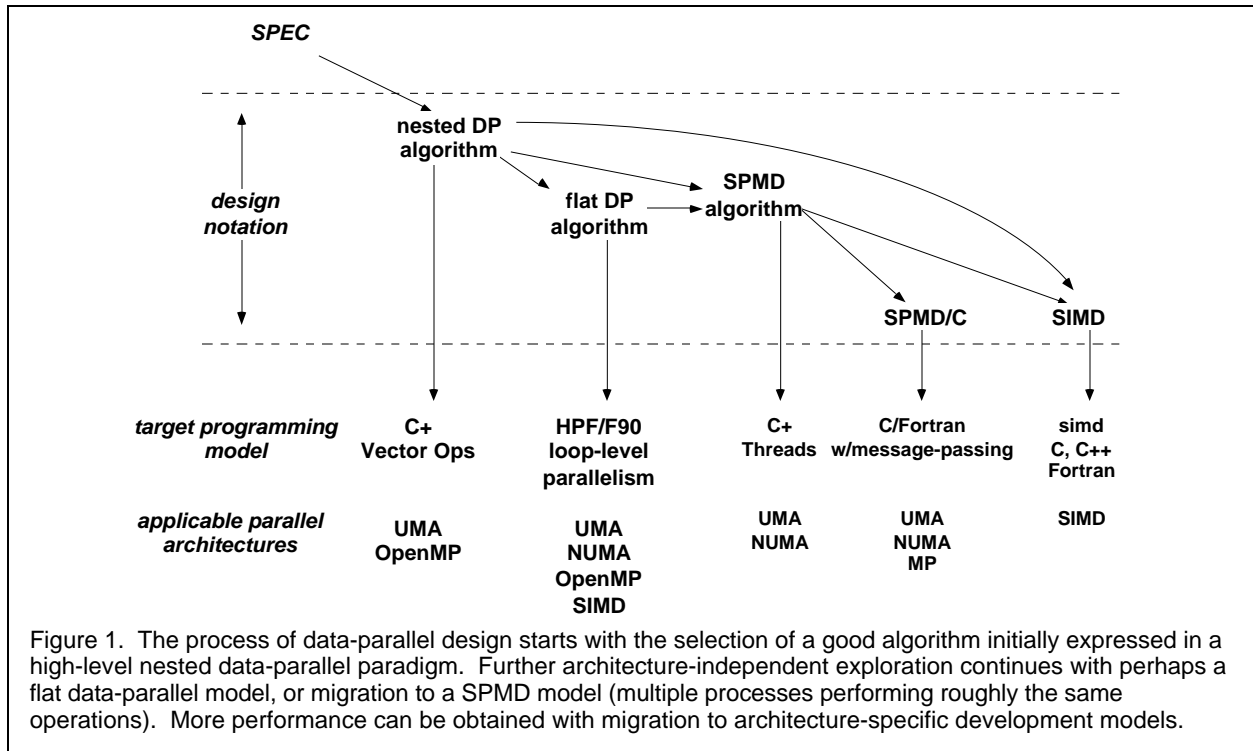 SPEC
nested DP
algorithm
SPMD
algorithm
flat DP
algorithm
design
notation
SPMD/C
SIMD
target programming
model
C+
Vector Ops
HPF/F90
loop-level
parallelism
C+
Threads
C/Fortran
w/message-passing
simd
C, C++
Fortran
applicable parallel
architectures
UMA
OpenMP
UMA
NUMA
OpenMP
SIMD
UMA
NUMA
UMA
NUMA
MP
SIMD
Figure 1.  The process of data-parallel design starts with the selection of a good algorithm initially expressed in a
high-level nested data-parallel paradigm.  Further architecture-independent exploration continues with perhaps a
flat data-parallel model, or migration to a SPMD model (multiple processes performing roughly the same
operations).  More performance can be obtained with migration to architecture-specific development models.